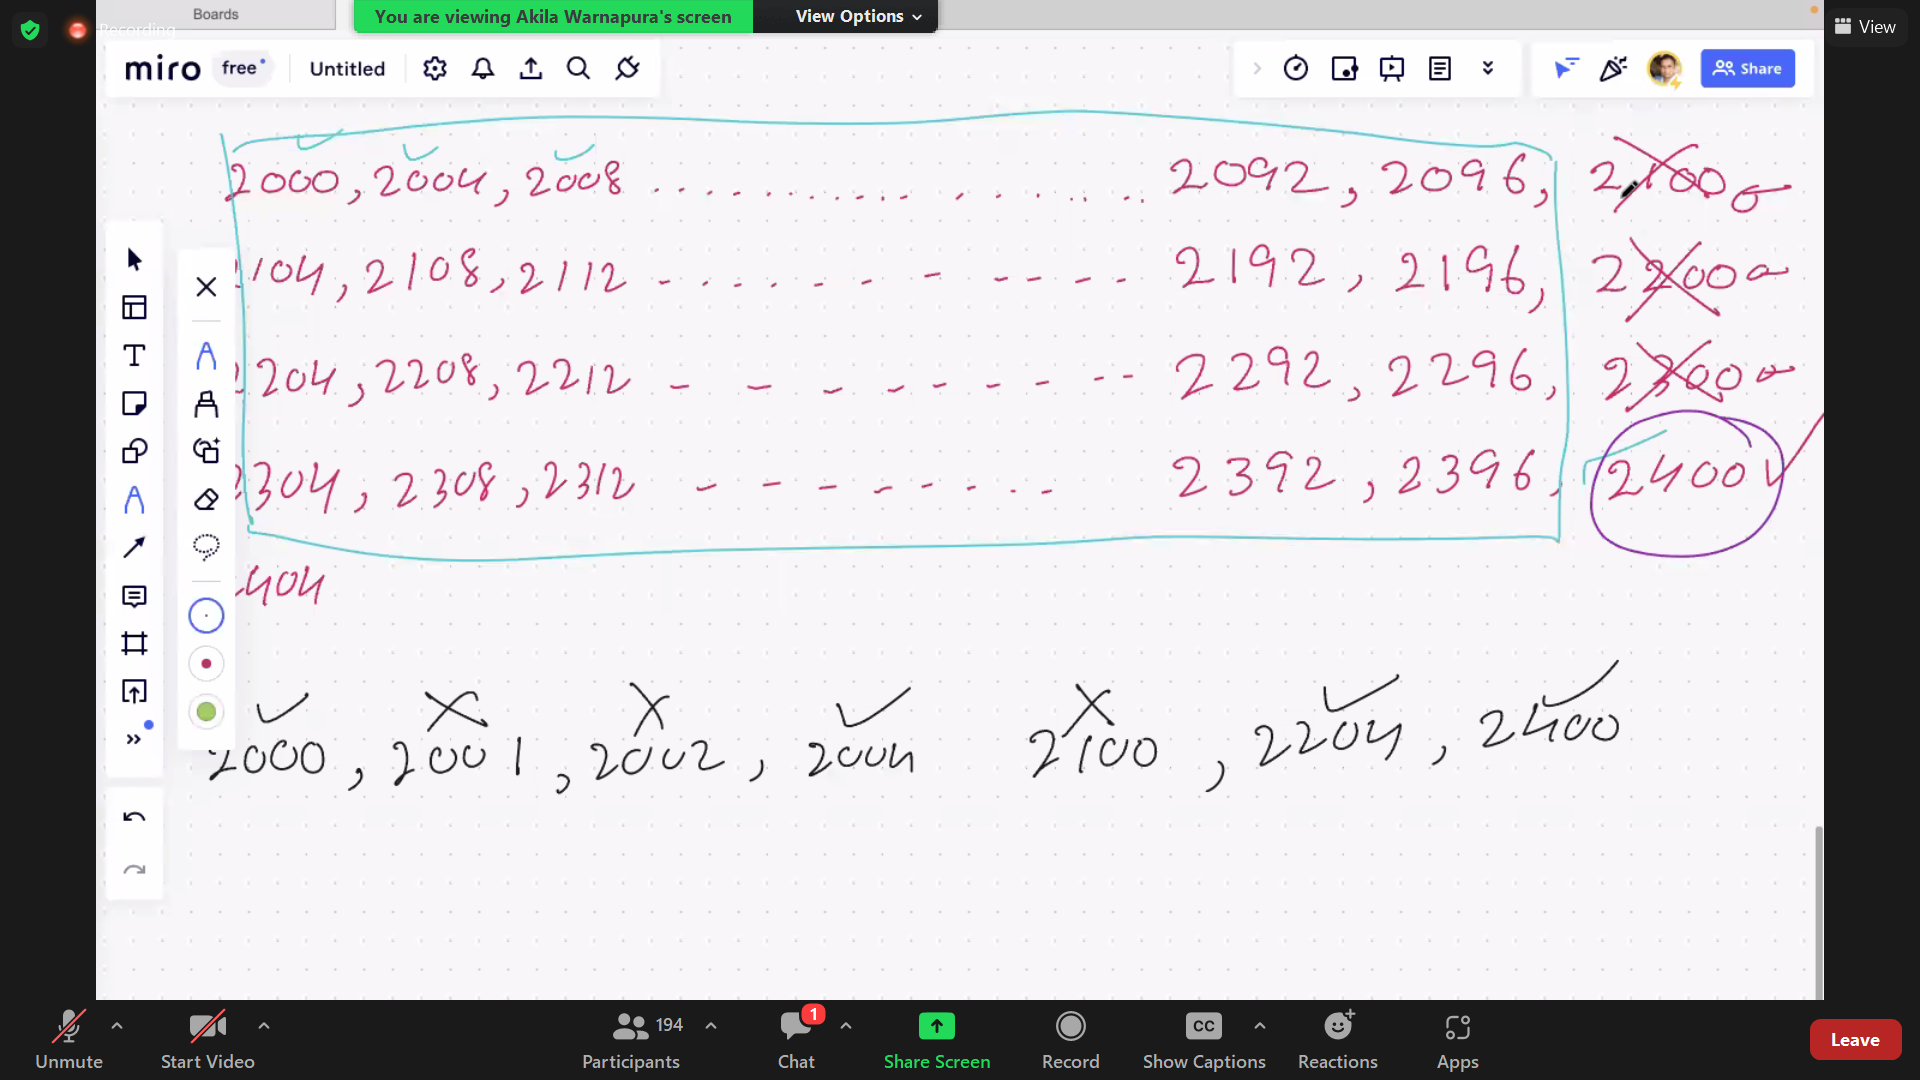 Boards
You are viewing Akila Warnapura's screen
View Options
Recording
View
miro free Untitled
Share
2000, 2004, 2008 .................. 2092, 2096, 2100
2104, 2108, 2112 ------------ 2192, 2196, 2200
2204, 2208, 2212 --------- 2292, 2296, 2300
2304, 2308, 2312 -------- 2392, 2396, 2400
2404
2000, 2001, 2002, 2004 2100, 2204, 2400
194
1
CC
Unmute
Start Video
Participants
Chat
Share Screen
Record
Show Captions
Reactions
Apps
Leave